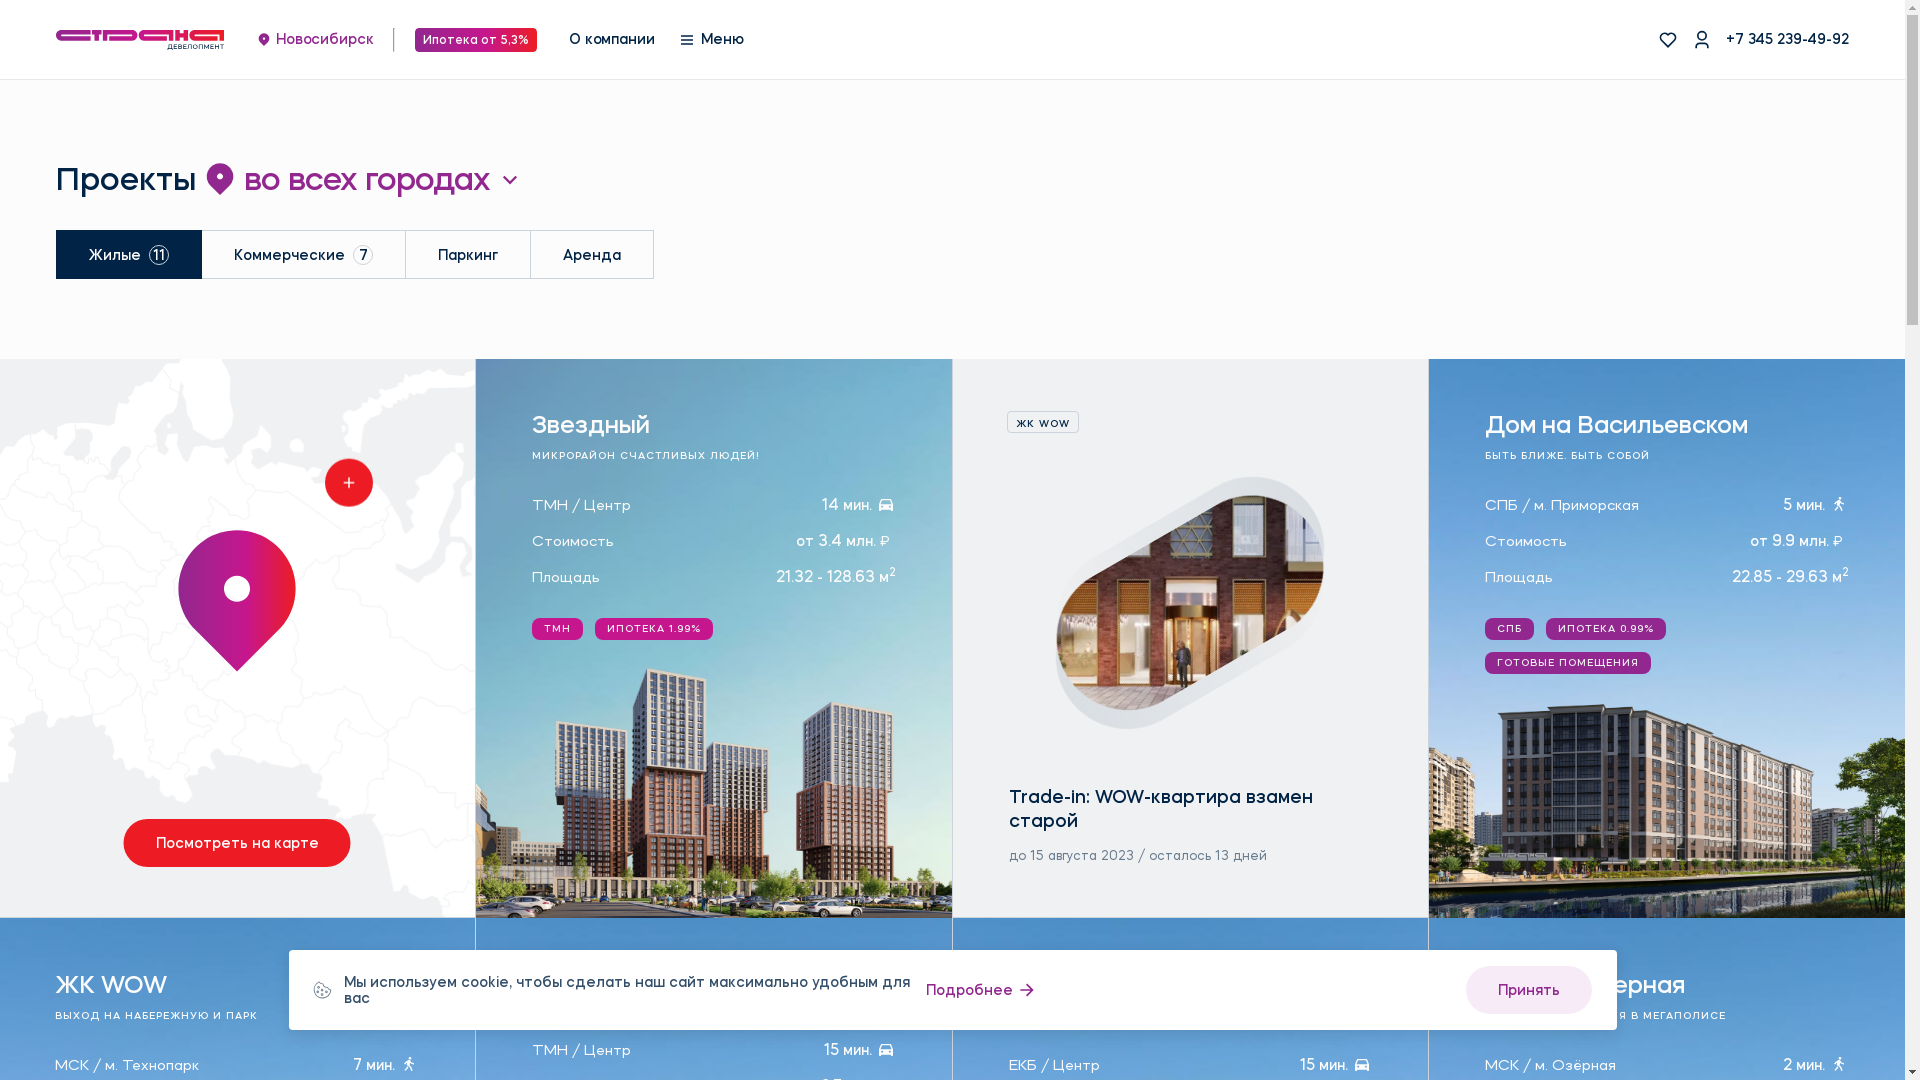 страна
ДЕВЕЛОПМЕНТ
Новосибирск
Ипотека от 5,3%
О компании
Меню
+7 345 239-49-92
Проекты во всех городах
Жилые 11
Коммерческие 7
Паркинг
Аренда
Посмотреть на карте
Звездный
МИКРОРАЙОН СЧАСТЛИВЫХ ЛЮДЕЙ!
ТМН / Центр 14 мин.
Стоимость от 3.4 млн. ₽
Площадь 21.32 - 128.63 м²
ТМН ИПОТЕКА 1.99%
ЖК WOW
Trade-in: WOW-квартира взамен
старой
до 15 августа 2023 / осталось 13 дней
Дом на Васильевском
БЫТЬ БЛИЖЕ. БЫТЬ СОБОЙ
СПБ / м. Приморская 5 мин.
Стоимость от 9.9 млн. ₽
Площадь 22.85 - 29.63 м²
СПБ ИПОТЕКА 0.99%
ГОТОВЫЕ ПОМЕЩЕНИЯ
ЖК WOW
ВЫХОД НА НАБЕРЕЖНУЮ И ПАРК
МСК / м. Технопарк 7 мин.
ТМН / Центр 15 мин.
ЕКБ / Центр 15 мин.
ерная
Я В МЕГАПОЛИСЕ
МСК / м. Озёрная 2 мин.
Мы используем cookie, чтобы сделать наш сайт максимально удобным для
вас
Подробнее
Принять